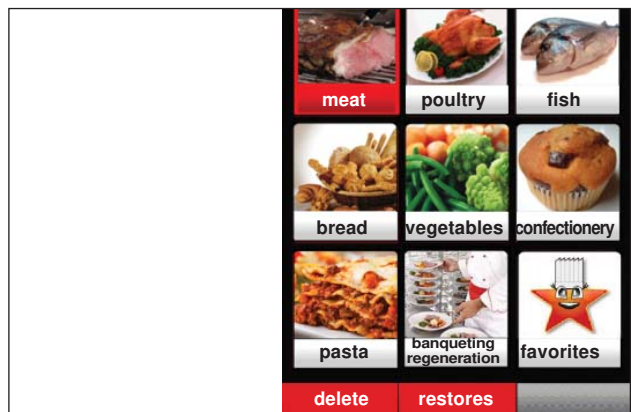 meat
poultry
fish
bread
vegetables
confectionery
pasta
banqueting
regeneration
favorites
delete
restores